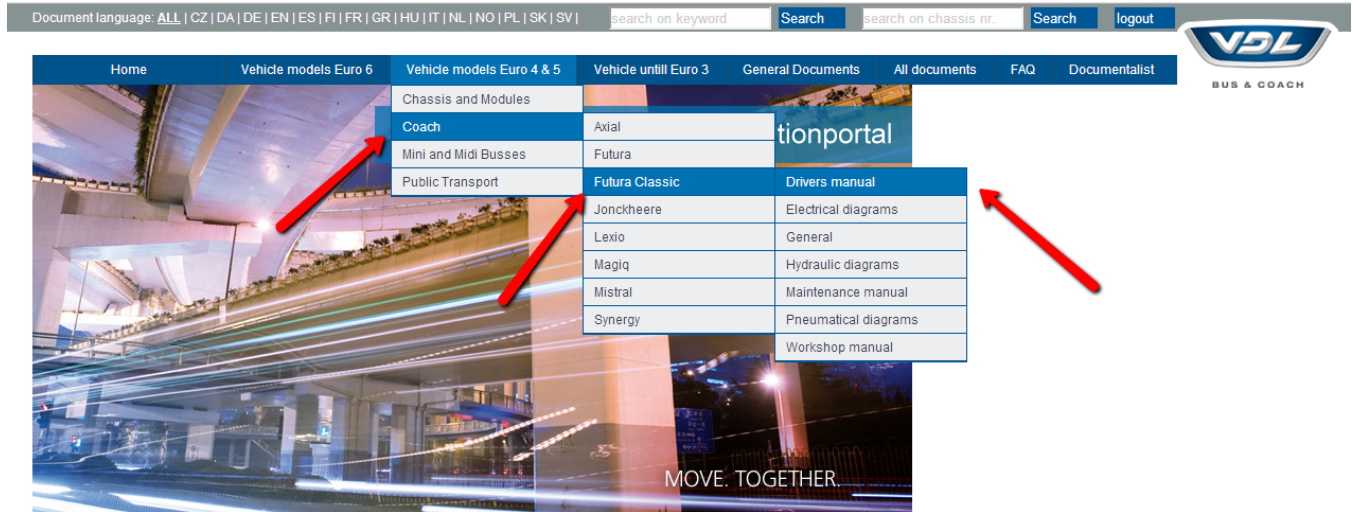 Document language: ALL | CZ | DA | DE | EN | ES | FI | FR | GR | HU | IT | NL | NO | PL | SK | SV |
search on keyword
Search
search on chassis nr.
Search
logout
VDL
BUS & COACH
Home
Vehicle models Euro 6
Vehicle models Euro 4 & 5
Vehicle untill Euro 3
General Documents
All documents
FAQ
Documentalist
Chassis and Modules
Coach
Mini and Midi Busses
Public Transport
tionportal
Axial
Futura
Futura Classic
Jonckheere
Lexio
Magiq
Mistral
Synergy
Drivers manual
Electrical diagrams
General
Hydraulic diagrams
Maintenance manual
Pneumatical diagrams
Workshop manual
MOVE. TOGETHER.